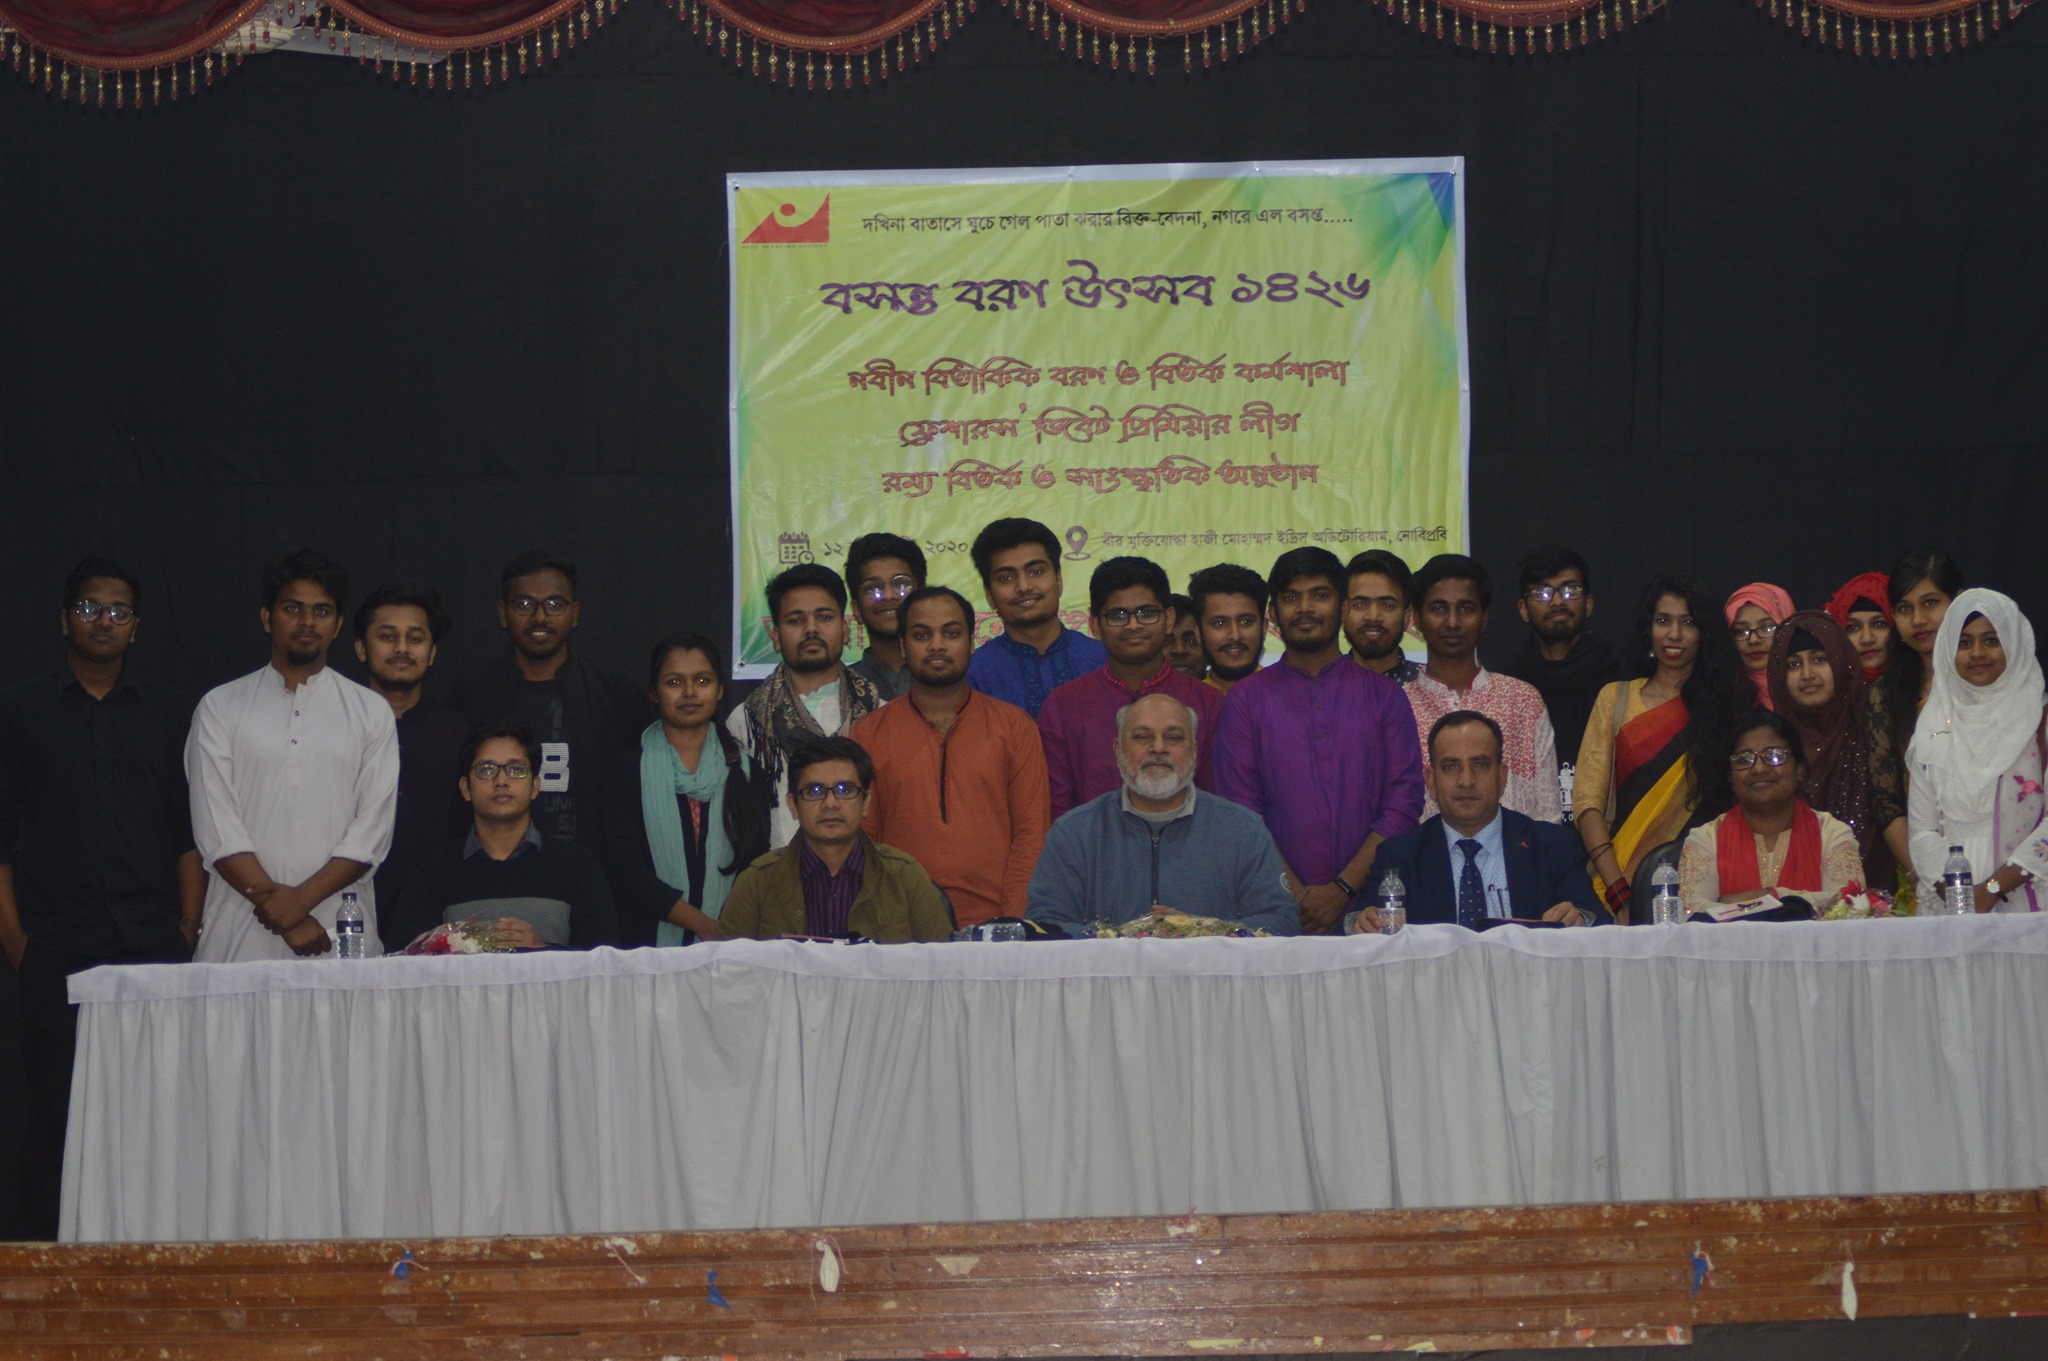 দখিনা বাতাসে ঘুচে গেল পাতা ঝরার রিক্ত-বেদনা, নগরে এল বসন্ত.....
বসন্ত বরণ উৎসব ১৪২৬
নবীন বিতার্কিক বরণ ও বিতর্ক কর্মশালা
ফ্রেশারস' ডিবেট প্রিমিয়ার লীগ
রম্য বিতর্ক ও সাংস্কৃতিক অনুষ্ঠান
১২ ২০২০
বীর মুক্তিযোদ্ধা হাজী মোহাম্মদ ইদ্রিস অডিটোরিয়াম, নোবিপ্রবি
B